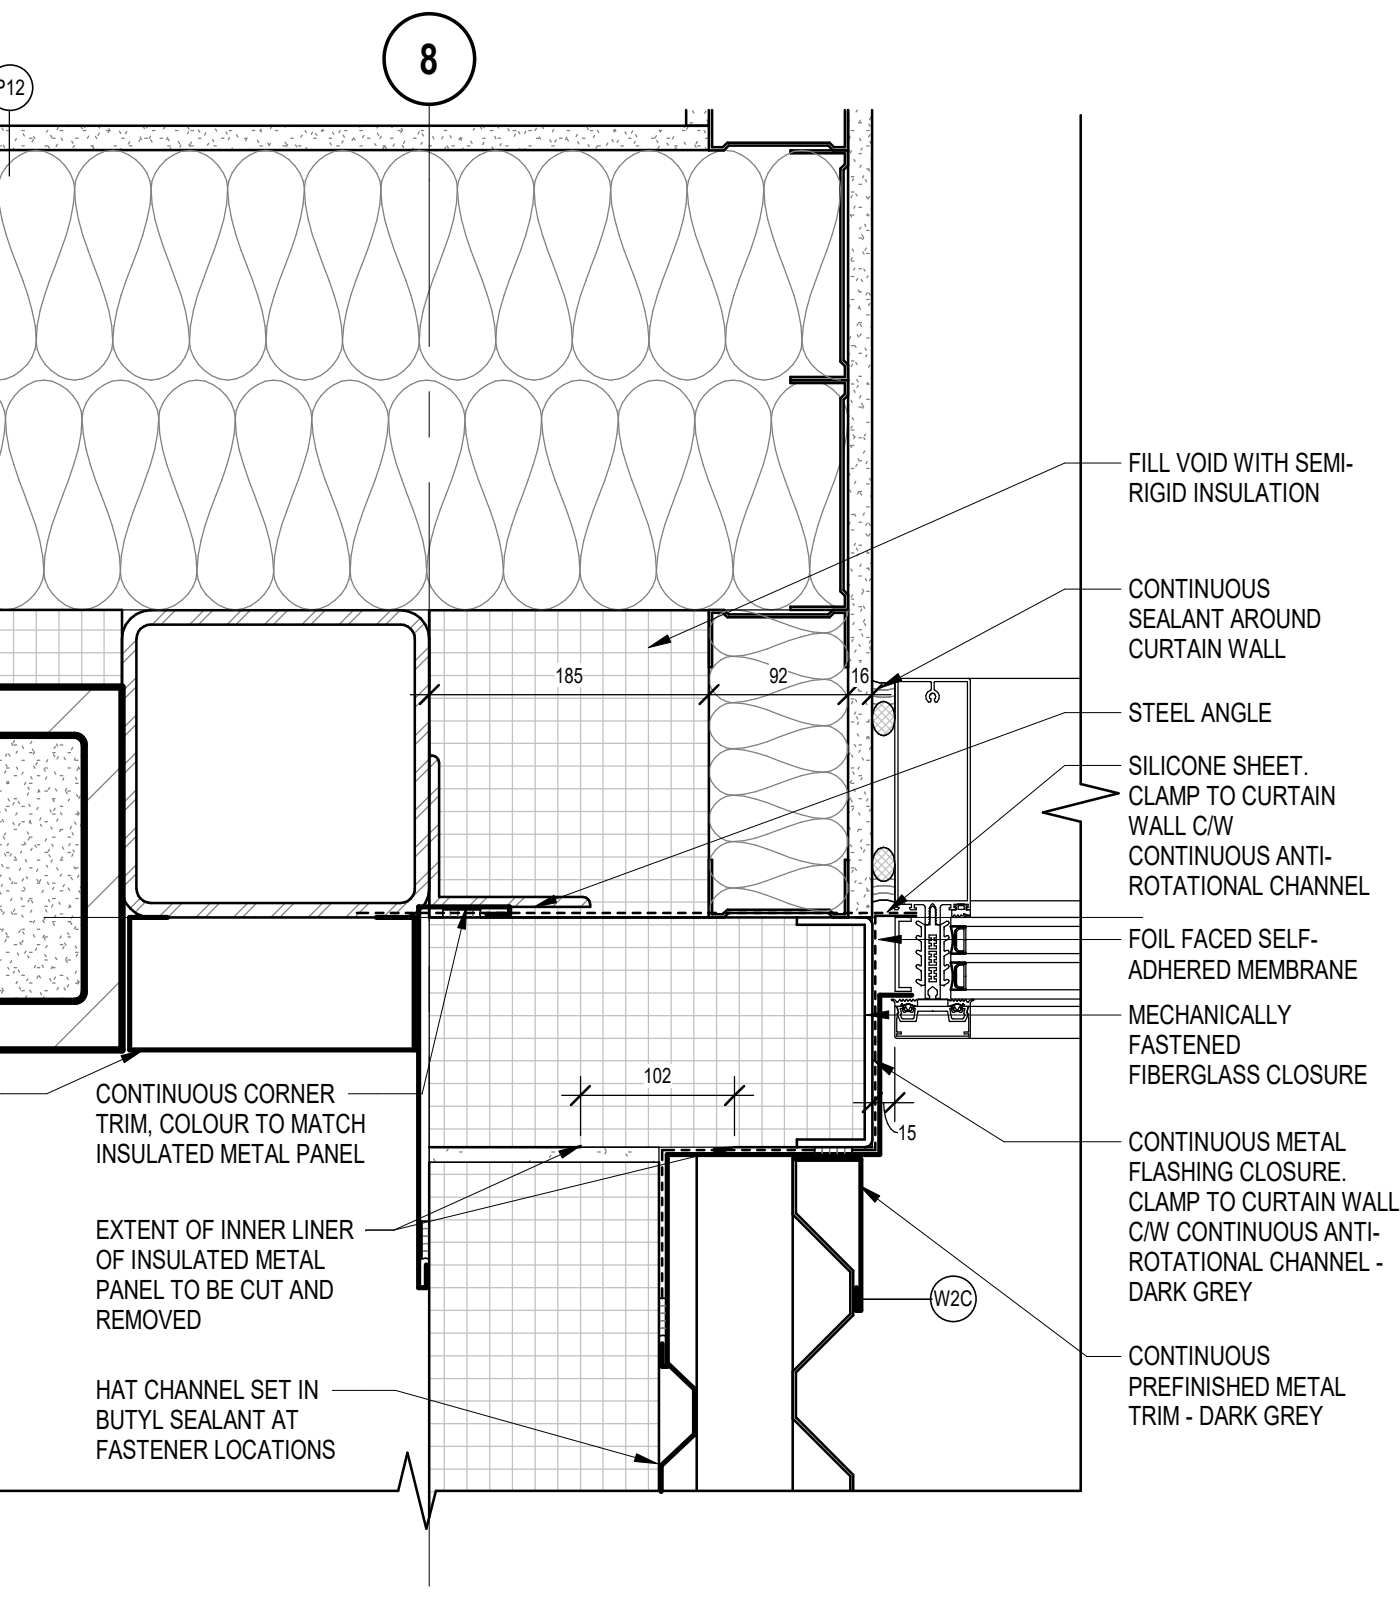 8
P12
FILL VOID WITH SEMI-
RIGID INSULATION
CONTINUOUS
SEALANT AROUND
CURTAIN WALL
185
92
16
STEEL ANGLE
SILICONE SHEET.
CLAMP TO CURTAIN
WALL C/W
CONTINUOUS ANTI-
ROTATIONAL CHANNEL
FOIL FACED SELF-
ADHERED MEMBRANE
MECHANICALLY
FASTENED
FIBERGLASS CLOSURE
102
15
CONTINUOUS CORNER
TRIM, COLOUR TO MATCH
INSULATED METAL PANEL
CONTINUOUS METAL
FLASHING CLOSURE.
CLAMP TO CURTAIN WALL
C/W CONTINUOUS ANTI-
ROTATIONAL CHANNEL -
DARK GREY
EXTENT OF INNER LINER
OF INSULATED METAL
PANEL TO BE CUT AND
REMOVED
W2C
CONTINUOUS
PREFINISHED METAL
TRIM - DARK GREY
HAT CHANNEL SET IN
BUTYL SEALANT AT
FASTENER LOCATIONS